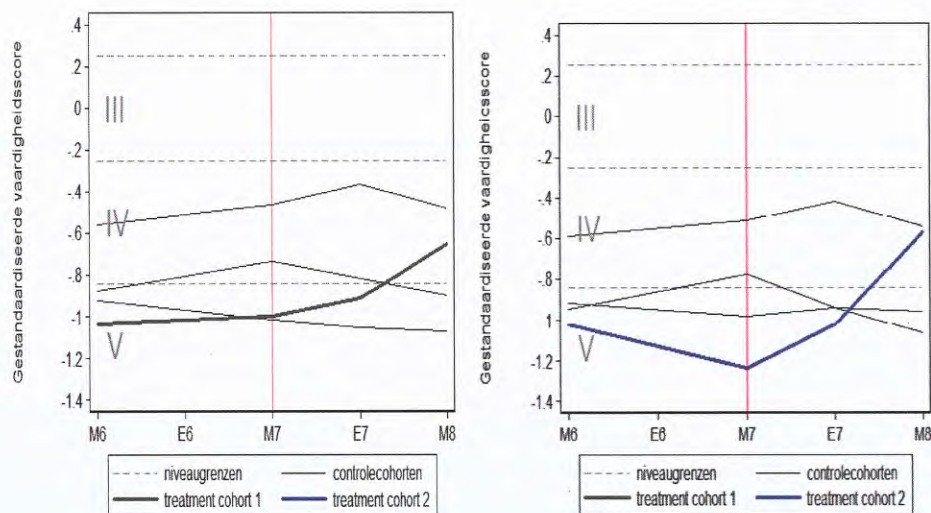 Gestandaardiseerde vaardigheidsscore
.4
.2
0
-.2
-.4
-.6
-.8
-1
-1.2
-1.4
III
IV
V
M6 E6 M7 E7 M8
niveaugrenzen controlecohorten
treatment cohort 1 treatment cohort 2
Gestandaardiseerde vaardigheicsscore
.4
.2
0
-.2
-.4
-.6
-.8
-1
-1.2
-1.4
III
IV
V
M6 E6 M7 E7 M8
niveaugrenzen controlecohorten
treatment cohort 1 treatment cohort 2